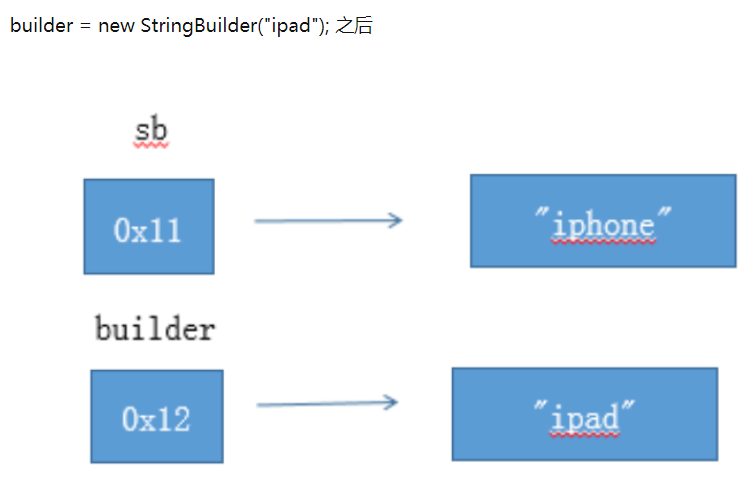 builder = new StringBuilder("ipad"); 之后
sb
0x11
"iphone"
builder
0x12
"ipad"